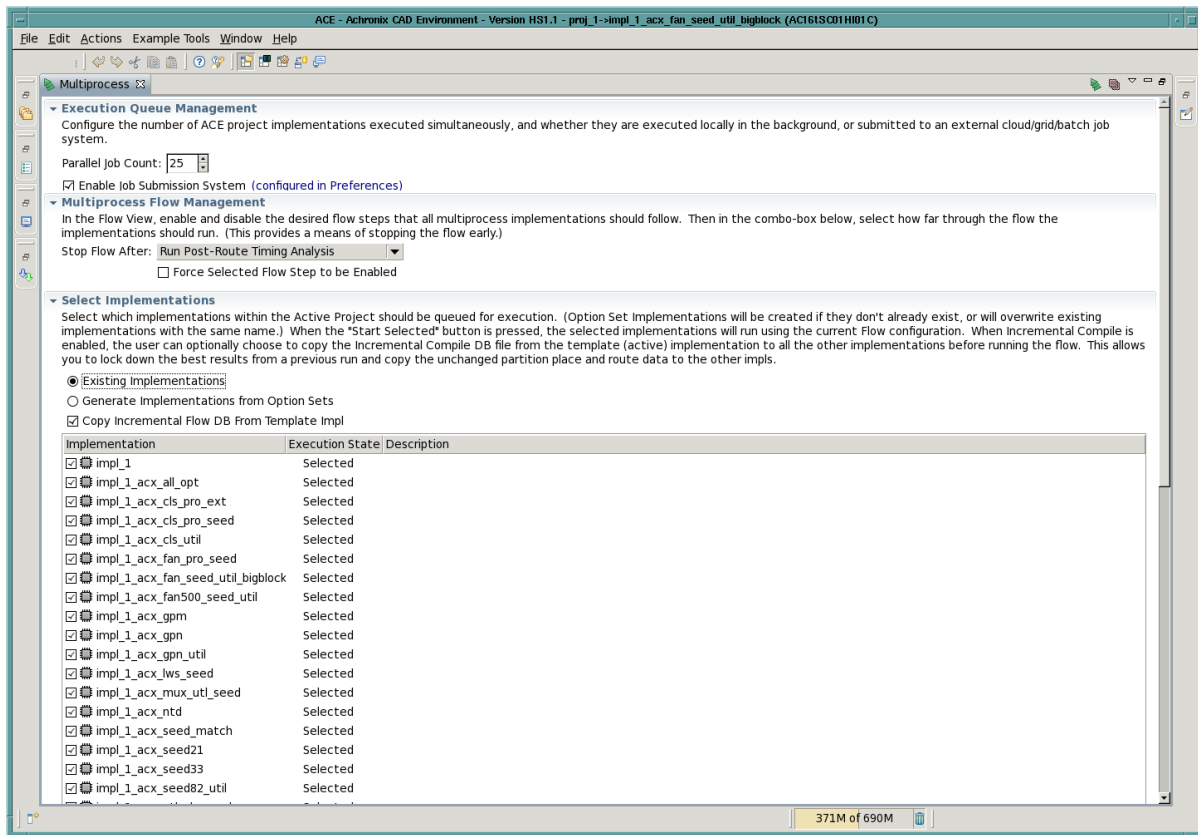 ACE - Achronix CAD Environment - Version HS1.1 - proj_1->impl_1_acx_fan_seed_util_bigblock (AC16tSC01HI01C)
File Edit Actions Example Tools Window Help
Multiprocess
Execution Queue Management
Configure the number of ACE project implementations executed simultaneously, and whether they are executed locally in the background, or submitted to an external cloud/grid/batch job
system.
Parallel Job Count: 25
Enable Job Submission System (configured in Preferences)
Multiprocess Flow Management
In the Flow View, enable and disable the desired flow steps that all multiprocess implementations should follow. Then in the combo-box below, select how far through the flow the
implementations should run. (This provides a means of stopping the flow early.)
Stop Flow After: Run Post-Route Timing Analysis
Force Selected Flow Step to be Enabled
Select Implementations
Select which implementations within the Active Project should be queued for execution. (Option Set Implementations will be created if they don't already exist, or will overwrite existing
implementations with the same name.) When the "Start Selected" button is pressed, the selected implementations will run using the current Flow configuration. When Incremental Compile is
enabled, the user can optionally choose to copy the Incremental Compile DB file from the template (active) implementation to all the other implementations before running the flow. This allows
you to lock down the best results from a previous run and copy the unchanged partition place and route data to the other impls.
Existing Implementations
Generate Implementations from Option Sets
Copy Incremental Flow DB From Template Impl
Implementation Execution State Description
impl_1 Selected
impl_1_acx_all_opt Selected
impl_1_acx_cls_pro_ext Selected
impl_1_acx_cls_pro_seed Selected
impl_1_acx_cls_util Selected
impl_1_acx_fan_pro_seed Selected
impl_1_acx_fan_seed_util_bigblock Selected
impl_1_acx_fan500_seed_util Selected
impl_1_acx_gpm Selected
impl_1_acx_gpn Selected
impl_1_acx_gpn_util Selected
impl_1_acx_lws_seed Selected
impl_1_acx_mux_utl_seed Selected
impl_1_acx_ntd Selected
impl_1_acx_seed_match Selected
impl_1_acx_seed21 Selected
impl_1_acx_seed33 Selected
impl_1_acx_seed82_util Selected
371M of 690M